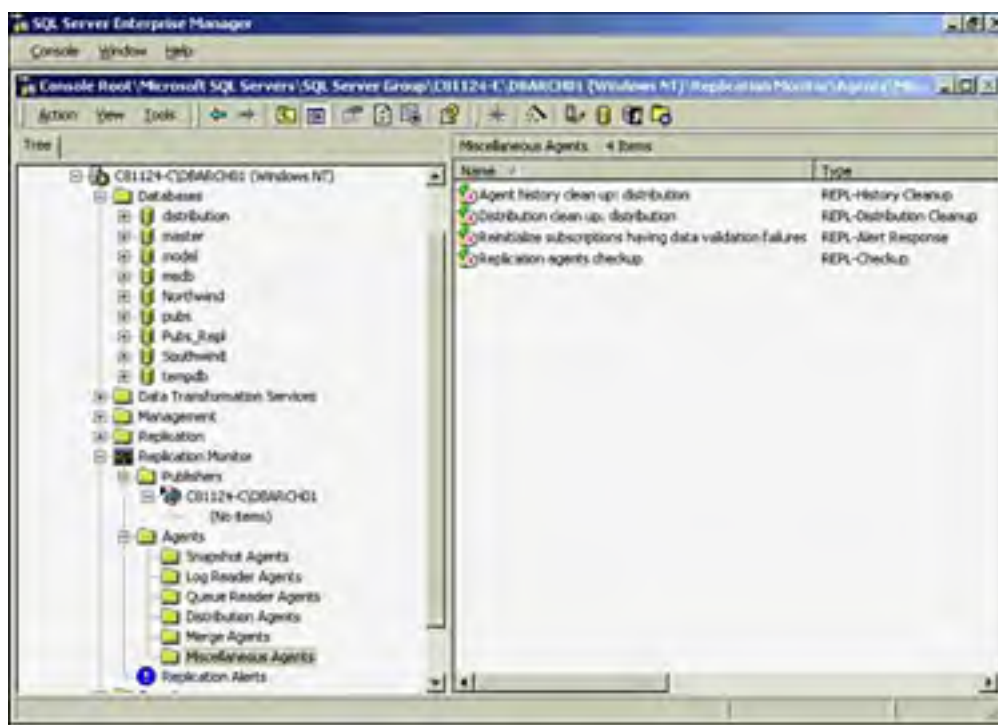 SQL Server Enterprise Manager
Console Window Help
Console Root\Microsoft SQL Servers\SQL Server Group\C81124-C\DBARCH01 (Windows NT)\Replication Monitor\Agents\
Action View Tools
Tree
Miscellaneous Agents 4 Items
Name Type
C81124-C\DBARCH01 (Windows NT)
Databases
distribution
master
model
msdb
Northwind
pubs
Pubs_Repl
Southwind
tempdb
Data Transformation Services
Management
Replication
Replication Monitor
Publishers
C81124-C\DBARCH01
(No items)
Agents
Snapshot Agents
Log Reader Agents
Queue Reader Agents
Distribution Agents
Merge Agents
Miscellaneous Agents
Replication Alerts
Agent history clean up: distribution REPL-History Cleanup
Distribution clean up: distribution REPL-Distribution Cleanup
Reinitialize subscriptions having data validation failures REPL-Alert Response
Replication agents checkup REPL-Checkup